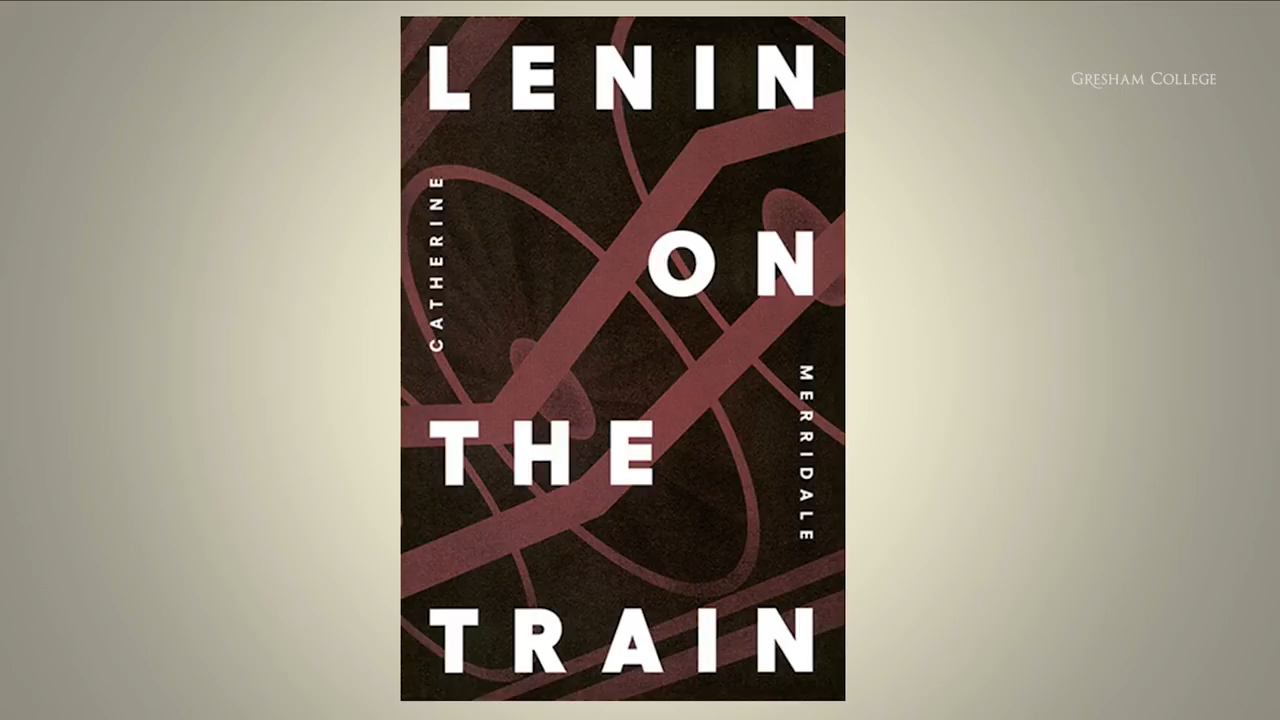 LENIN
GRESHAM COLLEGE
CATHERINE
ON
MERRIDALE
THE
TRAIN